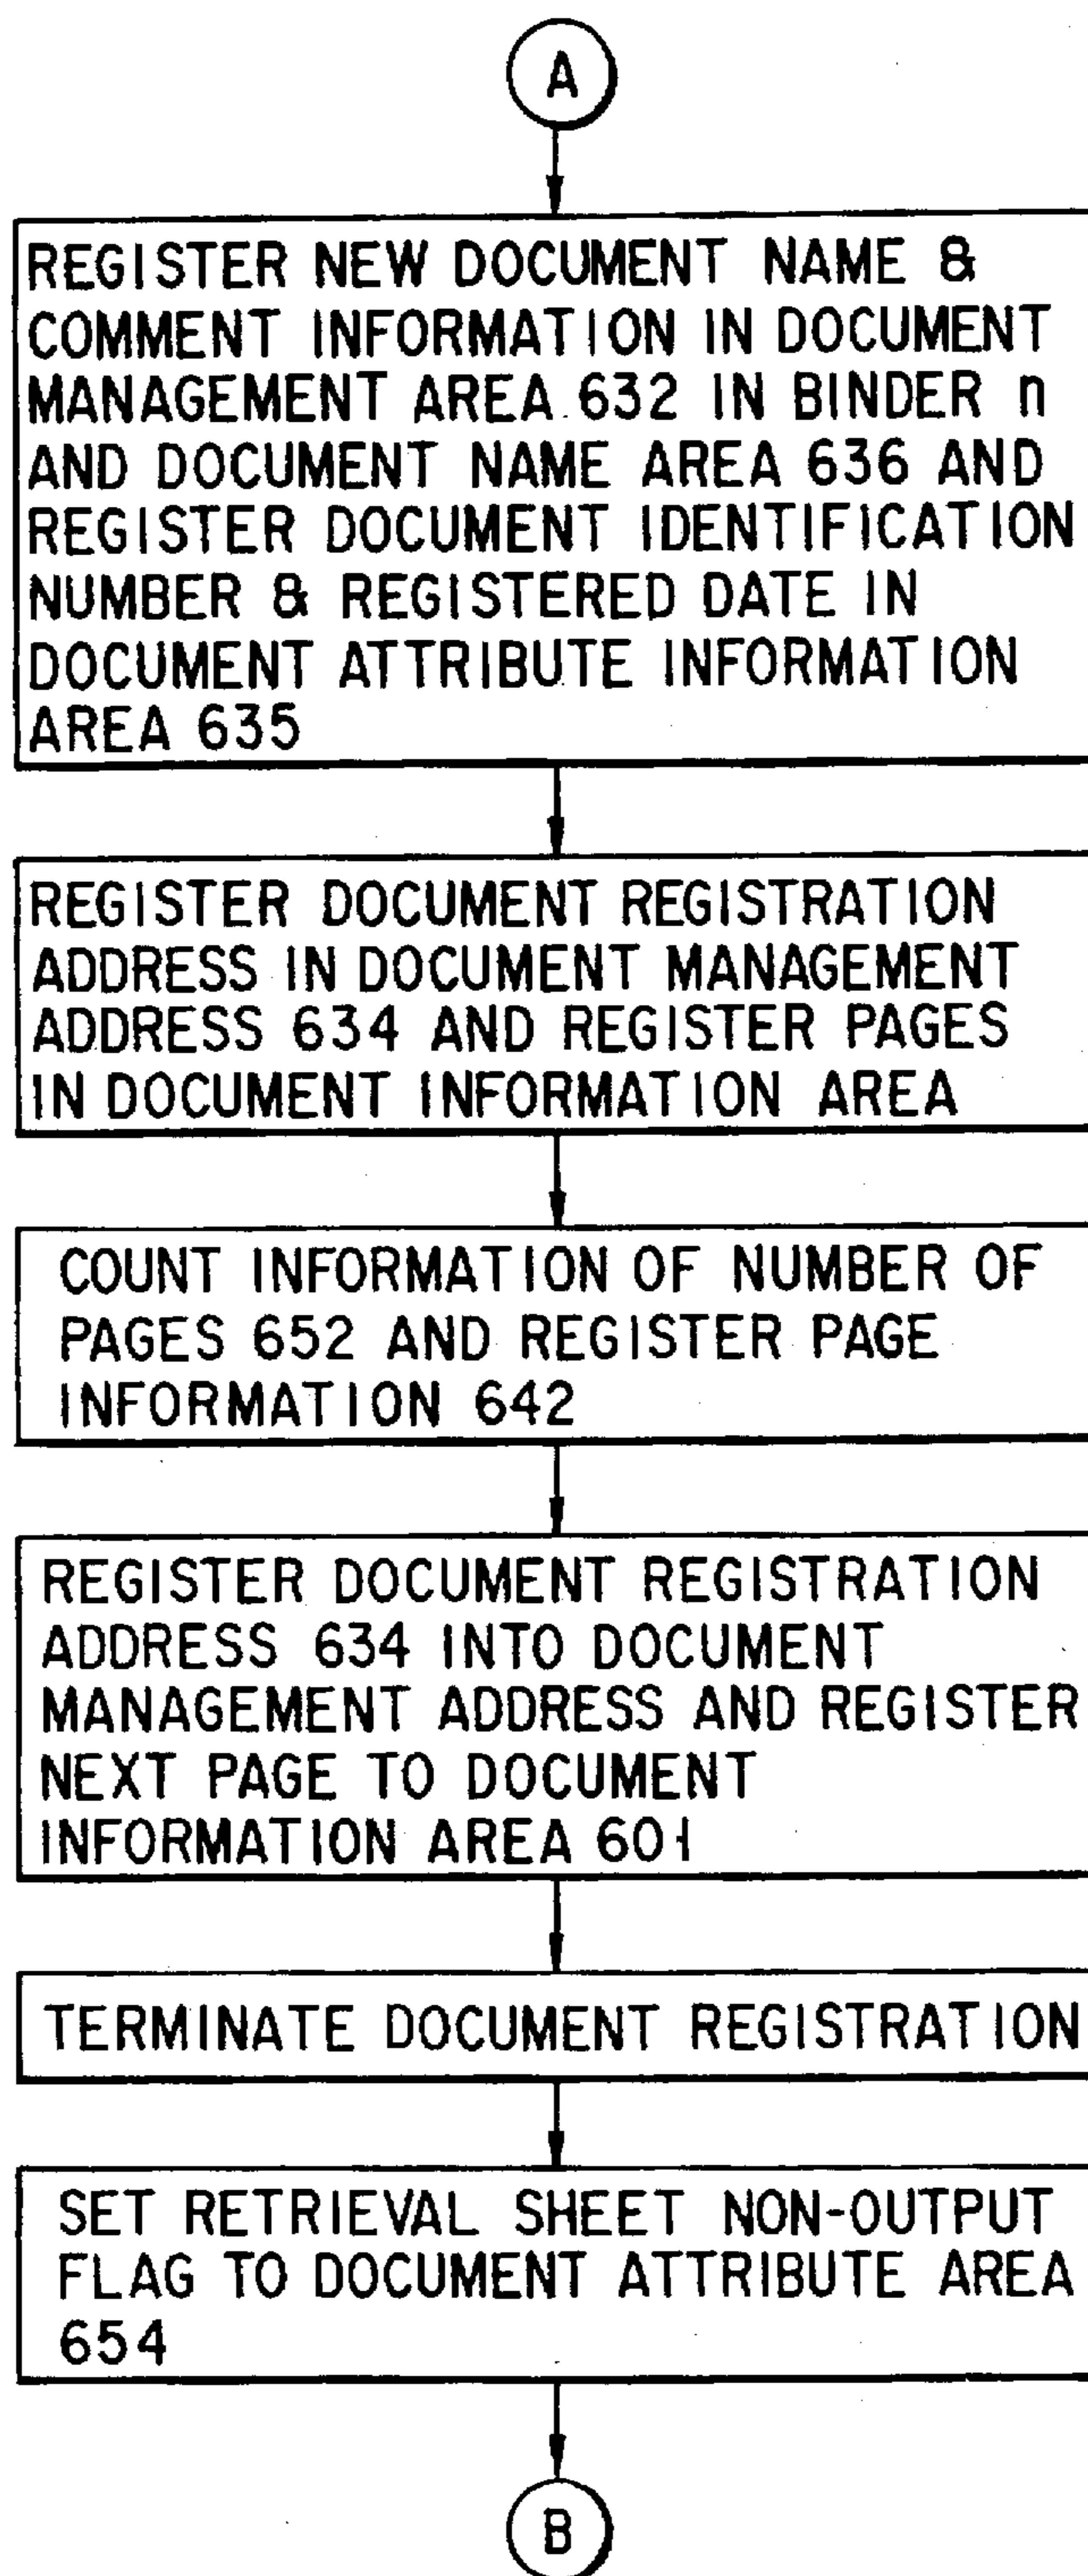 A
REGISTER NEW DOCUMENT NAME &
COMMENT INFORMATION IN DOCUMENT
MANAGEMENT AREA 632 IN BINDER n
AND DOCUMENT NAME AREA 636 AND
REGISTER DOCUMENT IDENTIFICATION
NUMBER & REGISTERED DATE IN
DOCUMENT ATTRIBUTE INFORMATION
AREA 635
REGISTER DOCUMENT REGISTRATION
ADDRESS IN DOCUMENT MANAGEMENT
ADDRESS 634 AND REGISTER PAGES
IN DOCUMENT INFORMATION AREA
COUNT INFORMATION OF NUMBER OF
PAGES 652 AND REGISTER PAGE
INFORMATION 642
REGISTER DOCUMENT REGISTRATION
ADDRESS 634 INTO DOCUMENT
MANAGEMENT ADDRESS AND REGISTER
NEXT PAGE TO DOCUMENT
INFORMATION AREA 601
TERMINATE DOCUMENT REGISTRATION
SET RETRIEVAL SHEET NON-OUTPUT
FLAG TO DOCUMENT ATTRIBUTE AREA
654
B